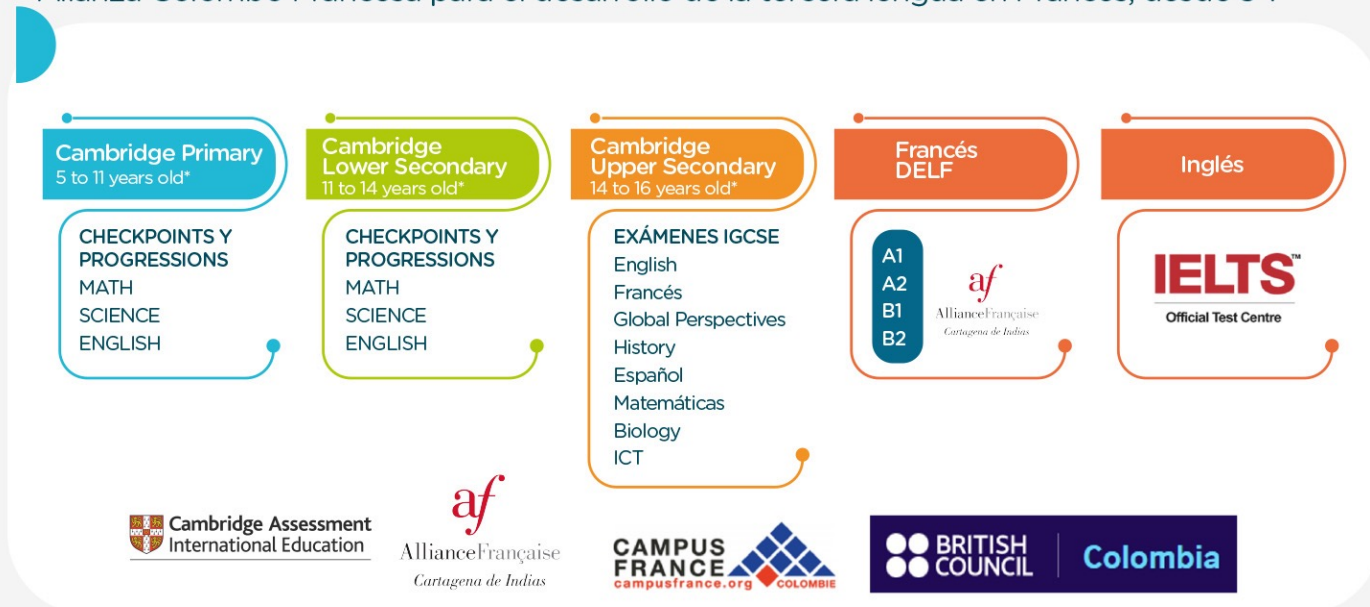 Cambridge Primary
5 to 11 years old*
CHECKPOINTS Y
PROGRESSIONS
MATH
SCIENCE
ENGLISH
Cambridge
Lower Secondary
11 to 14 years old*
CHECKPOINTS Y
PROGRESSIONS
MATH
SCIENCE
ENGLISH
Cambridge
Upper Secondary
14 to 16 years old*
EXÁMENES IGCSE
English
Francés
Global Perspectives
History
Español
Matemáticas
Biology
ICT
Francés
DELF
A1
A2
B1
B2
af
AllianceFrançaise
Cartagena de Indias
Inglés
IELTS™
Official Test Centre
Cambridge Assessment
International Education
af
AllianceFrançaise
Cartagena de Indias
CAMPUS
FRANCE
campusfrance.org
COLOMBIE
BRITISH
COUNCIL
Colombia